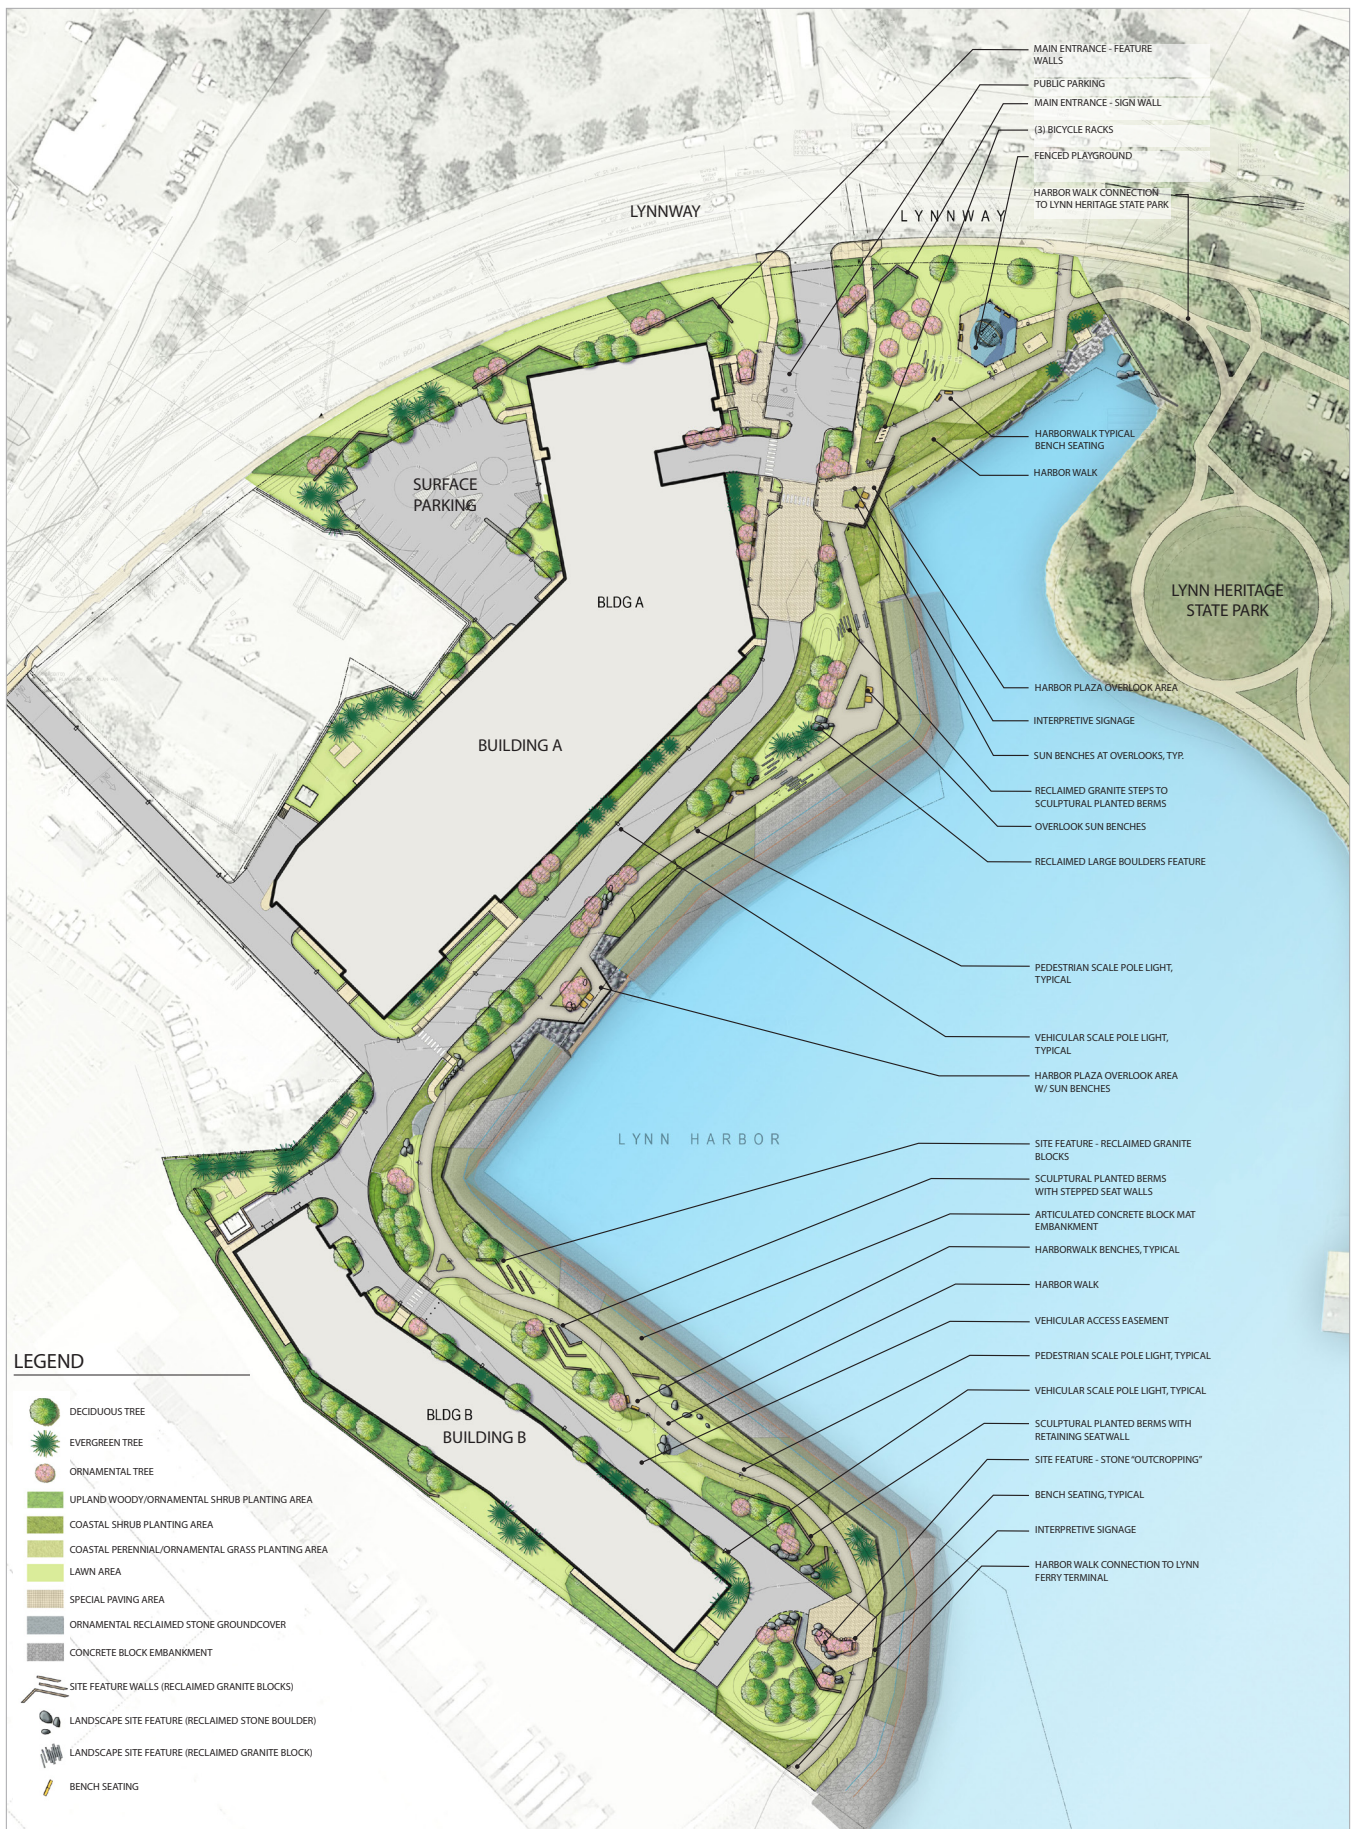 MAIN ENTRANCE - FEATURE
WALLS
PUBLIC PARKING
MAIN ENTRANCE - SIGN WALL
(3) BICYCLE RACKS
FENCED PLAYGROUND
HARBOR WALK CONNECTION
TO LYNN HERITAGE STATE PARK
LYNNWAY
LYNNWAY
HARBORWALK TYPICAL
BENCH SEATING
HARBOR WALK
SURFACE
PARKING
BLDG A
LYNN HERITAGE
STATE PARK
HARBOR PLAZA OVERLOOK AREA
INTERPRETIVE SIGNAGE
BUILDING A
SUN BENCHES AT OVERLOOKS, TYP.
RECLAIMED GRANITE STEPS TO
SCULPTURAL PLANTED BERMS
OVERLOOK SUN BENCHES
RECLAIMED LARGE BOULDERS FEATURE
PEDESTRIAN SCALE POLE LIGHT,
TYPICAL
VEHICULAR SCALE POLE LIGHT,
TYPICAL
HARBOR PLAZA OVERLOOK AREA
W/ SUN BENCHES
LYNN HARBOR
SITE FEATURE - RECLAIMED GRANITE
BLOCKS
SCULPTURAL PLANTED BERMS
WITH STEPPED SEAT WALLS
ARTICULATED CONCRETE BLOCK MAT
EMBANKMENT
HARBORWALK BENCHES, TYPICAL
HARBOR WALK
VEHICULAR ACCESS EASEMENT
PEDESTRIAN SCALE POLE LIGHT, TYPICAL
VEHICULAR SCALE POLE LIGHT, TYPICAL
SCULPTURAL PLANTED BERMS WITH
RETAINING SEATWALL
SITE FEATURE - STONE "OUTCROPPING"
BENCH SEATING, TYPICAL
INTERPRETIVE SIGNAGE
HARBOR WALK CONNECTION TO LYNN
FERRY TERMINAL
BLDG B
BUILDING B
LEGEND
DECIDUOUS TREE
EVERGREEN TREE
ORNAMENTAL TREE
UPLAND WOODY/ORNAMENTAL SHRUB PLANTING AREA
COASTAL SHRUB PLANTING AREA
COASTAL PERENNIAL/ORNAMENTAL GRASS PLANTING AREA
LAWN AREA
SPECIAL PAVING AREA
ORNAMENTAL RECLAIMED STONE GROUNDCOVER
CONCRETE BLOCK EMBANKMENT
SITE FEATURE WALLS (RECLAIMED GRANITE BLOCKS)
LANDSCAPE SITE FEATURE (RECLAIMED STONE BOULDER)
LANDSCAPE SITE FEATURE (RECLAIMED GRANITE BLOCK)
BENCH SEATING